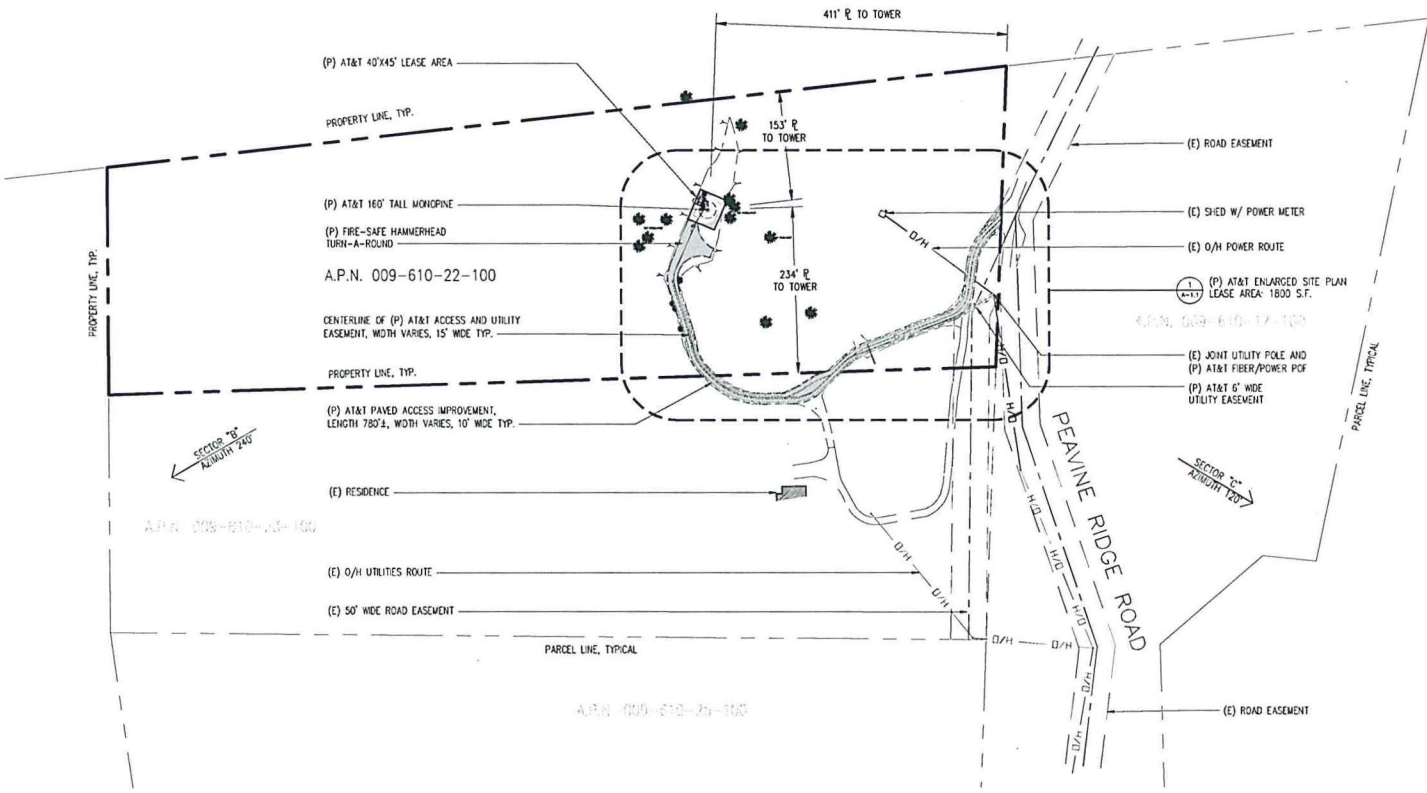 411' ℞ TO TOWER
(P) AT&T 40'X45' LEASE AREA
PROPERTY LINE, TYP.
153' ℞
TO TOWER
(E) ROAD EASEMENT
(P) AT&T 160' TALL MONOPINE
(E) SHED W/ POWER METER
(P) FIRE-SAFE HAMMERHEAD
TURN-A-ROUND
O/H
(E) O/H POWER ROUTE
PROPERTY LINE, TYP.
A.P.N. 009-610-22-100
234' ℞
TO TOWER
1
A-1.1
(P) AT&T ENLARGED SITE PLAN
LEASE AREA: 1800 S.F.
CENTERLINE OF (P) AT&T ACCESS AND UTILITY
EASEMENT, WIDTH VARIES, 15' WIDE TYP.
A.P.N. 009-610-17-100
(E) JOINT UTILITY POLE AND
(P) AT&T FIBER/POWER POF
PROPERTY LINE, TYP.
O/H
(P) AT&T 6' WIDE
UTILITY EASEMENT
PARCEL LINE, TYPICAL
(P) AT&T PAVED ACCESS IMPROVEMENT,
LENGTH 780'±, WIDTH VARIES, 10' WIDE TYP.
O/H
PEAVINE RIDGE ROAD
SECTOR "B"
AZIMUTH 240°
SECTOR "C"
AZIMUTH 120°
(E) RESIDENCE
O/H
(E) O/H UTILITIES ROUTE
O/H
O/H
O/H
(E) 50' WIDE ROAD EASEMENT
O/H
O/H
O/H
PARCEL LINE, TYPICAL
O/H
(E) ROAD EASEMENT
O/H